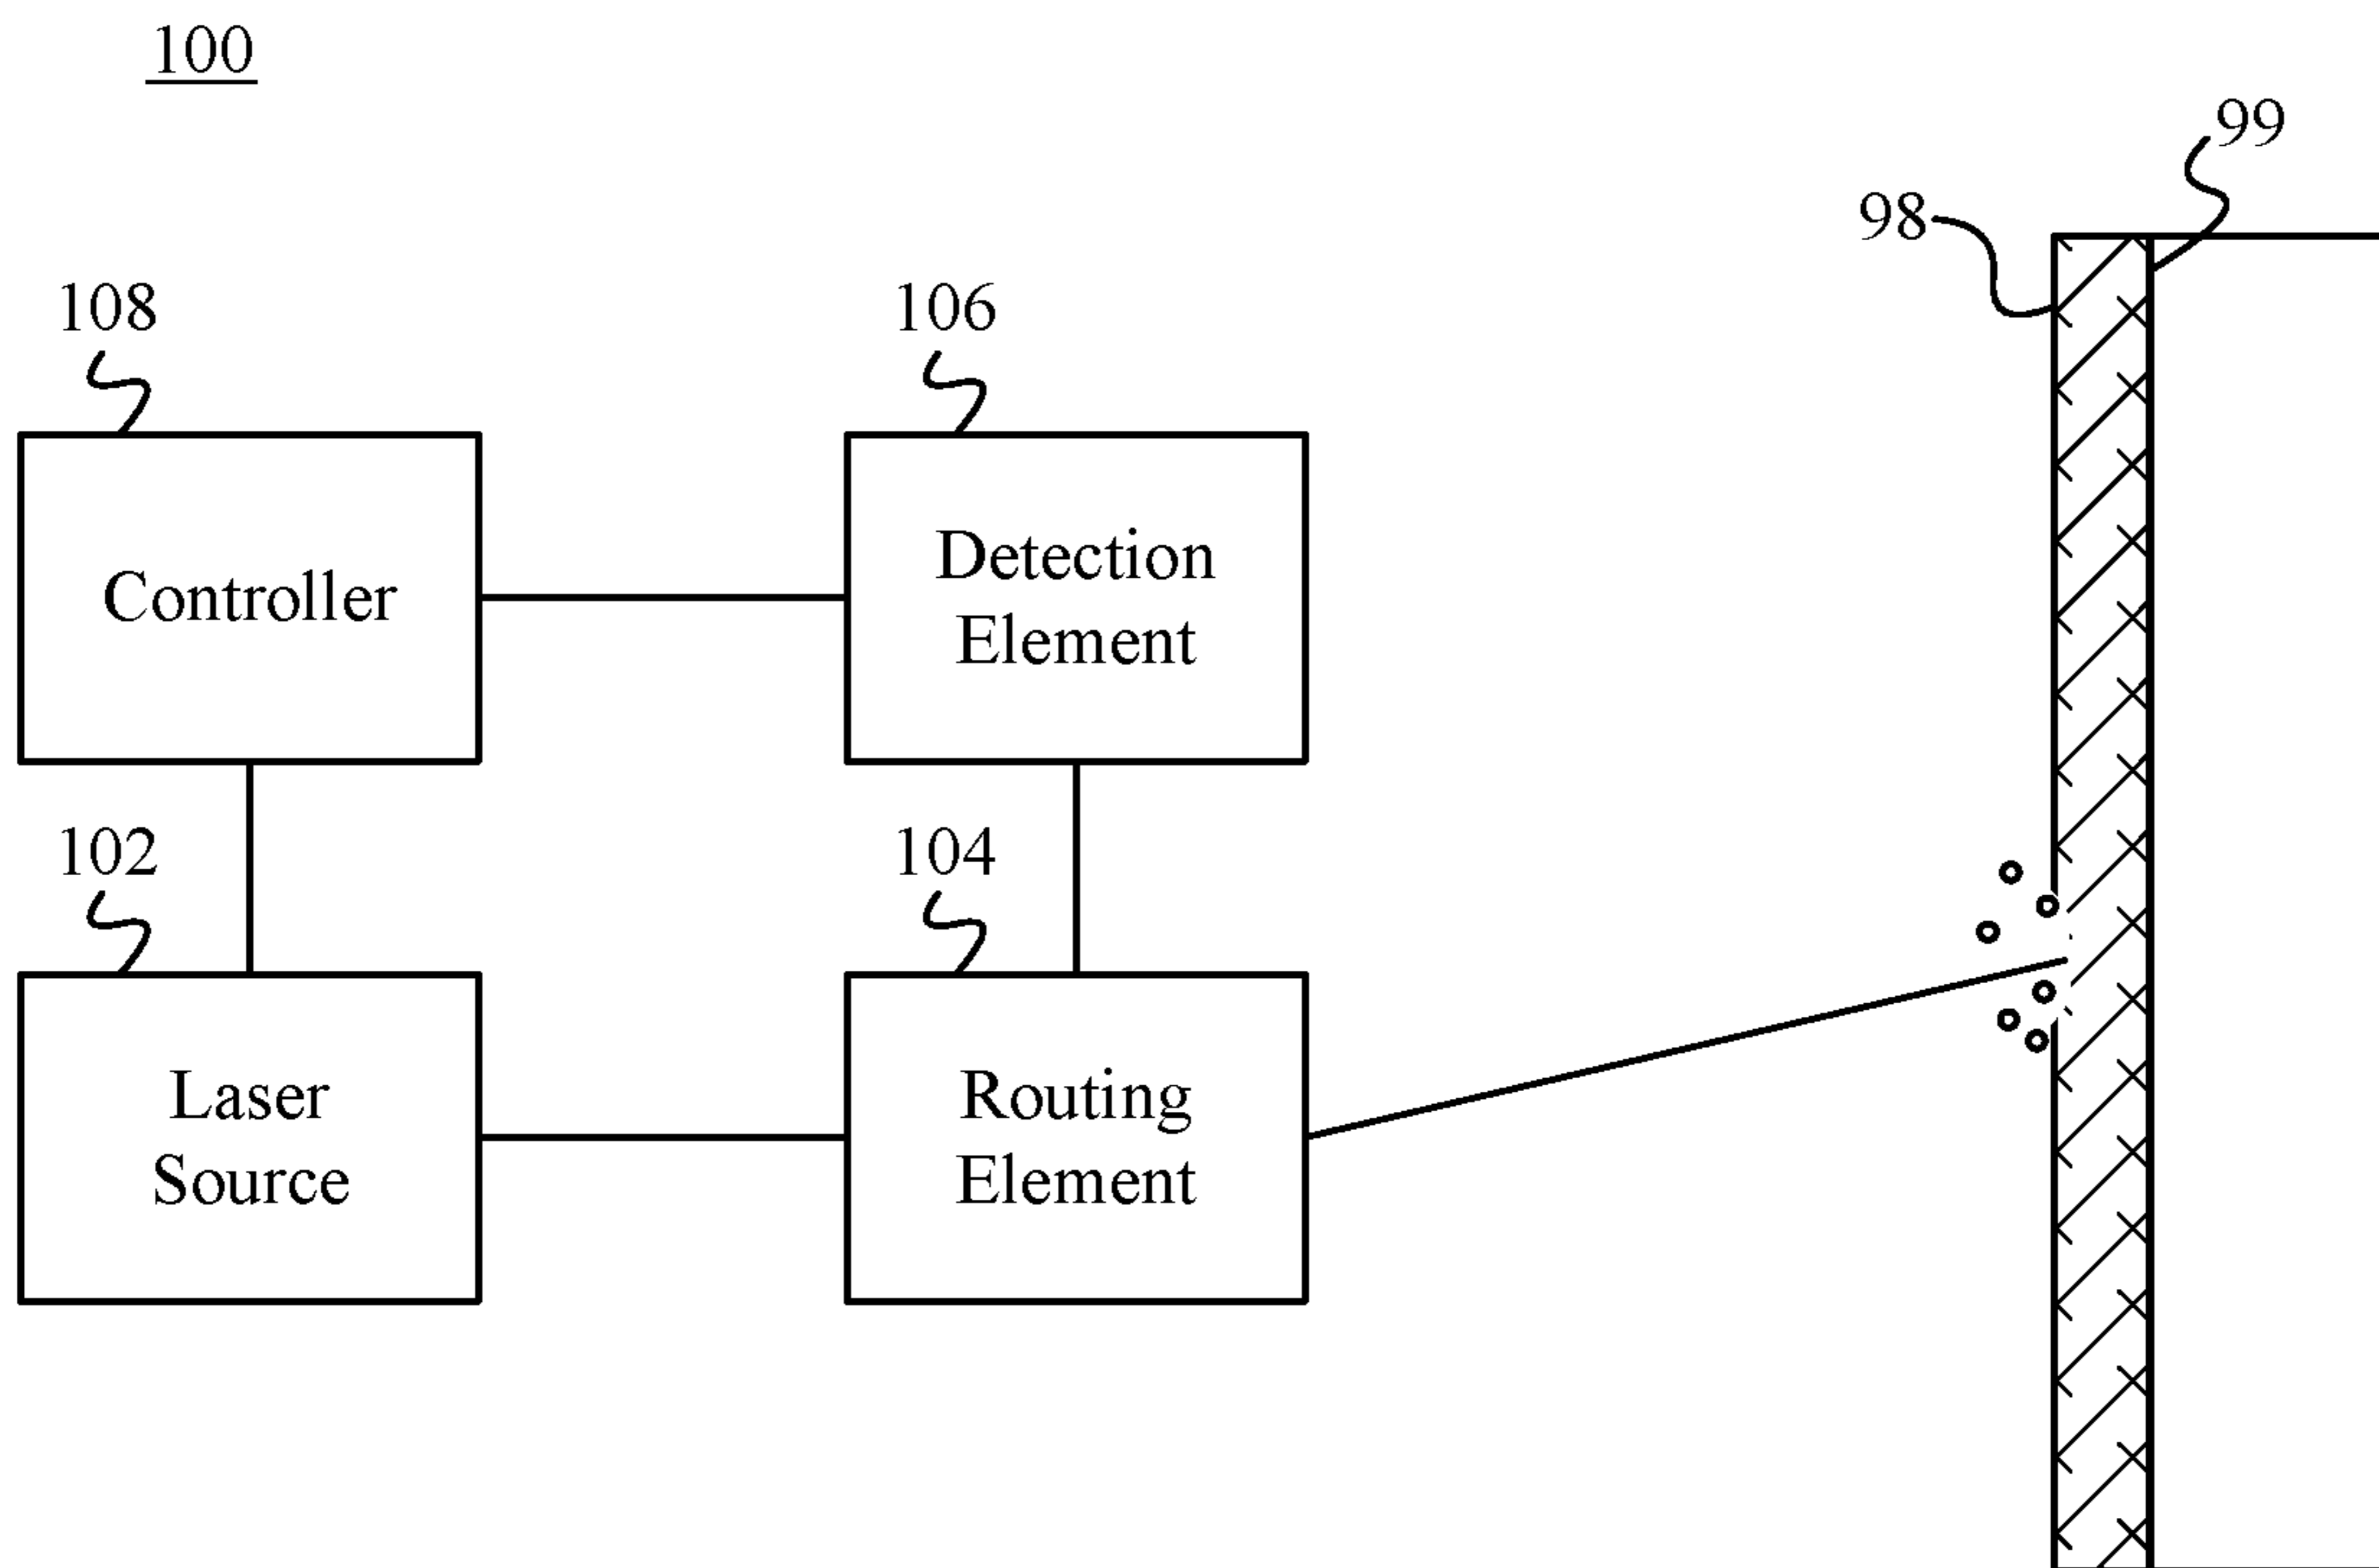 100
99
98
108
106
Controller
Detection
Element
102
104
Laser
Source
Routing
Element